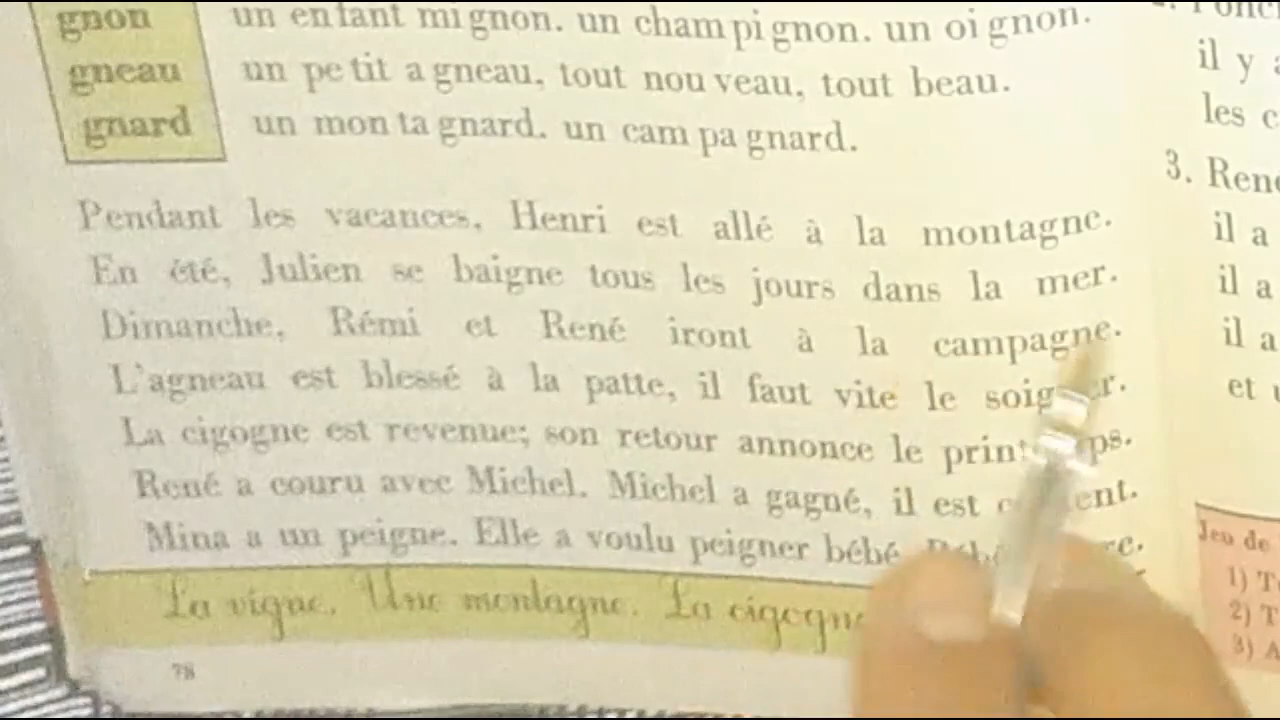 gnon un enfant mignon. un champignon. un oignon.
gneau un petit agneau, tout nouveau, tout beau.
gnard un montagnard. un campagnard.
Pendant les vacances, Henri est allé à la montagne.
En été, Julien se baigne tous les jours dans la mer.
Dimanche, Rémi et René iront à la campagne.
L'agneau est blessé à la patte, il faut vite le
La cigogne est revenue; son retour annonce le
René a couru avec Michel. Michel a gagné, il est
Mina a un peigne. Elle a voulu peigner bébé.
La vigne. Une montagne. La
78
il y
les
3. René
il a
il a
il a
et
Jeu de
1)
2)
3)